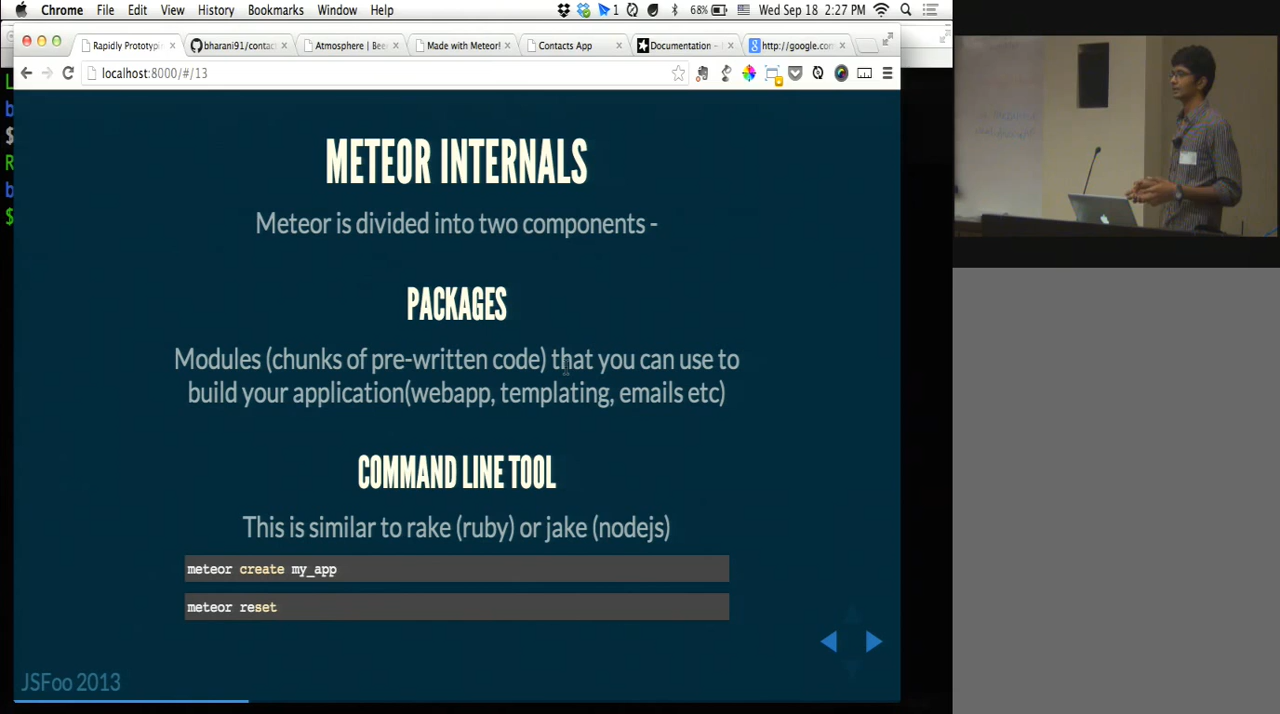 Chrome File Edit View History Bookmarks Window Help 1 68% Wed Sep 18 2:27 PM
Rapidly Prototypin bharani91/contac Atmosphere | Bee Made with Meteor! Contacts App Documentation - http://google.com
localhost:8000/#/13
METEOR INTERNALS
Meteor is divided into two components -
PACKAGES
Modules (chunks of pre-written code) that you can use to
build your application(webapp, templating, emails etc)
COMMAND LINE TOOL
This is similar to rake (ruby) or jake (nodejs)
meteor create my_app
meteor reset
JSFoo 2013